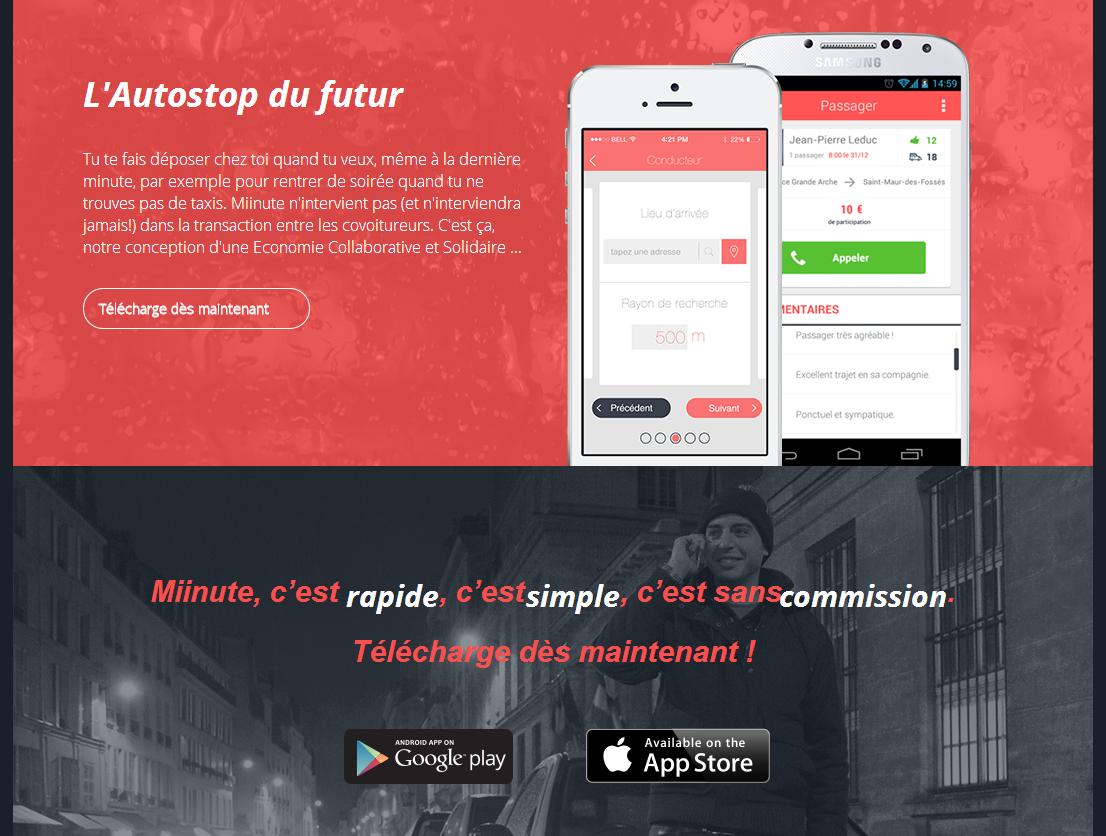 L'Autostop du futur
Tu te fais déposer chez toi quand tu veux, même à la dernière
minute, par exemple pour rentrer de soirée quand tu ne
trouves pas de taxis. Miinute n'intervient pas (et n'interviendra
jamais!) dans la transaction entre les covoitureurs. C'est ça,
notre conception d'une Economie Collaborative et Solidaire ...
Télécharge dès maintenant
BELL
4:21 PM
22%
Conducteur
Lieu d'arrivée
tapez une adresse
Rayon de recherche
500 m
Précédent
Suivant
SAMSUNG
14:59
Passager
Jean-Pierre Leduc
12
1 passager 8:00 le 31/12
18
ce Grande Arche
Saint-Maur-des-Fossés
10 €
de participation
Appeler
MENTAIRES
Passager très agréable !
Excellent trajet en sa compagnie.
Ponctuel et sympatique.
Miinute, c’est rapide, c’est simple, c’est sans commission.
Télécharge dès maintenant !
ANDROID APP ON
Google play
Available on the
App Store